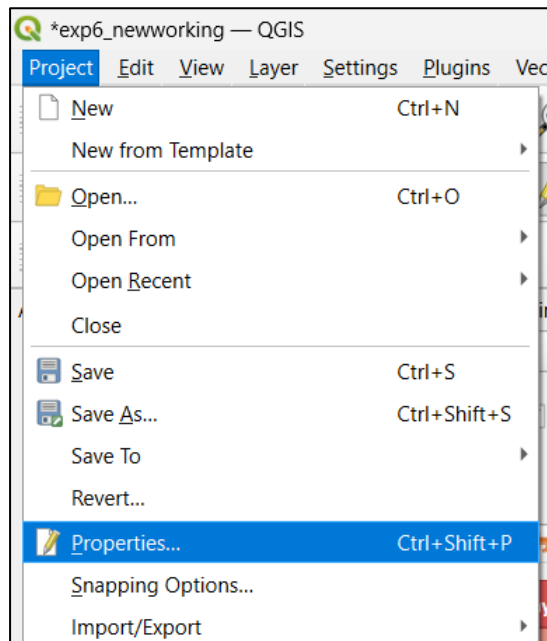 *exp6_newworking — QGIS
Project Edit View Layer Settings Plugins Vec
New Ctrl+N
New from Template
Open... Ctrl+O
Open From
Open Recent
Close
Save Ctrl+S
Save As... Ctrl+Shift+S
Save To
Revert...
Properties... Ctrl+Shift+P
Snapping Options...
Import/Export